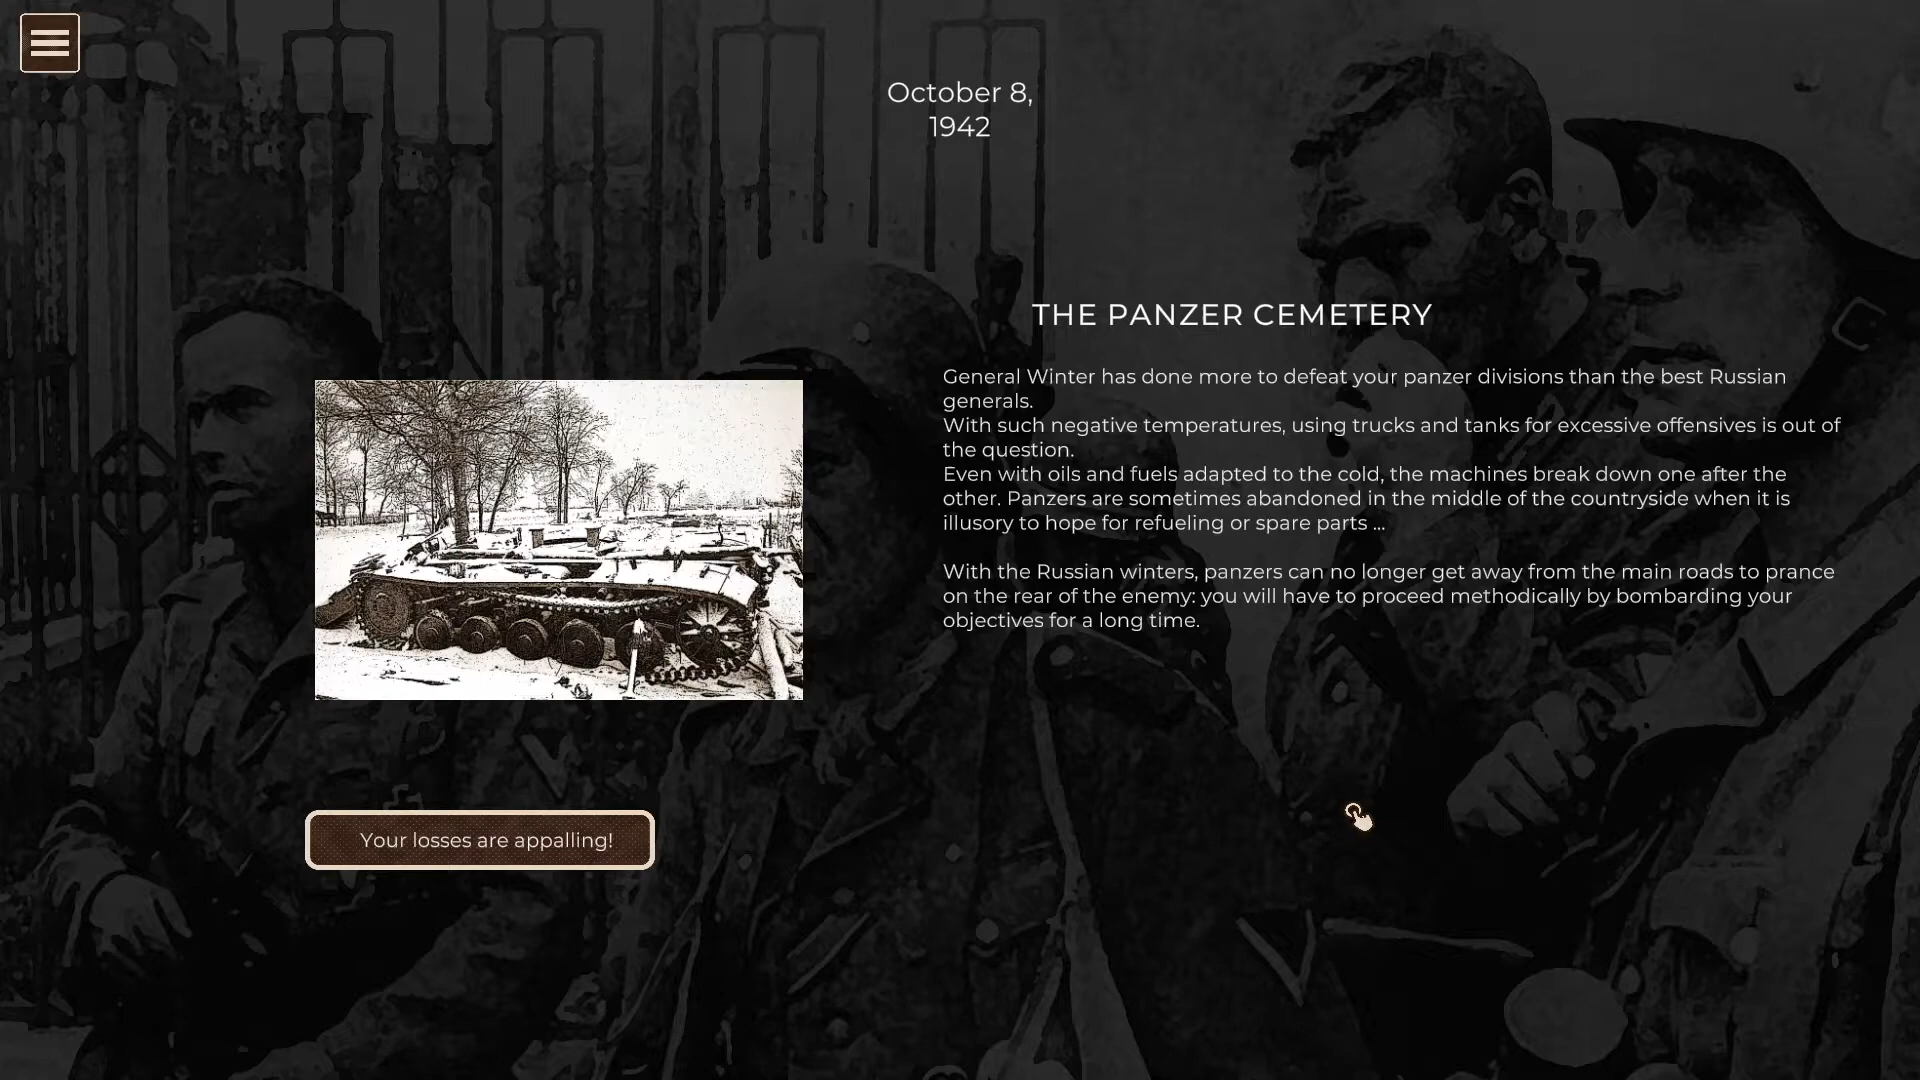 October 8,
1942
THE PANZER CEMETERY
General Winter has done more to defeat your panzer divisions than the best Russian
generals.
With such negative temperatures, using trucks and tanks for excessive offensives is out of
the question.
Even with oils and fuels adapted to the cold, the machines break down one after the
other. Panzers are sometimes abandoned in the middle of the countryside when it is
illusory to hope for refueling or spare parts ...
With the Russian winters, panzers can no longer get away from the main roads to prance
on the rear of the enemy: you will have to proceed methodically by bombarding your
objectives for a long time.
Your losses are appalling!